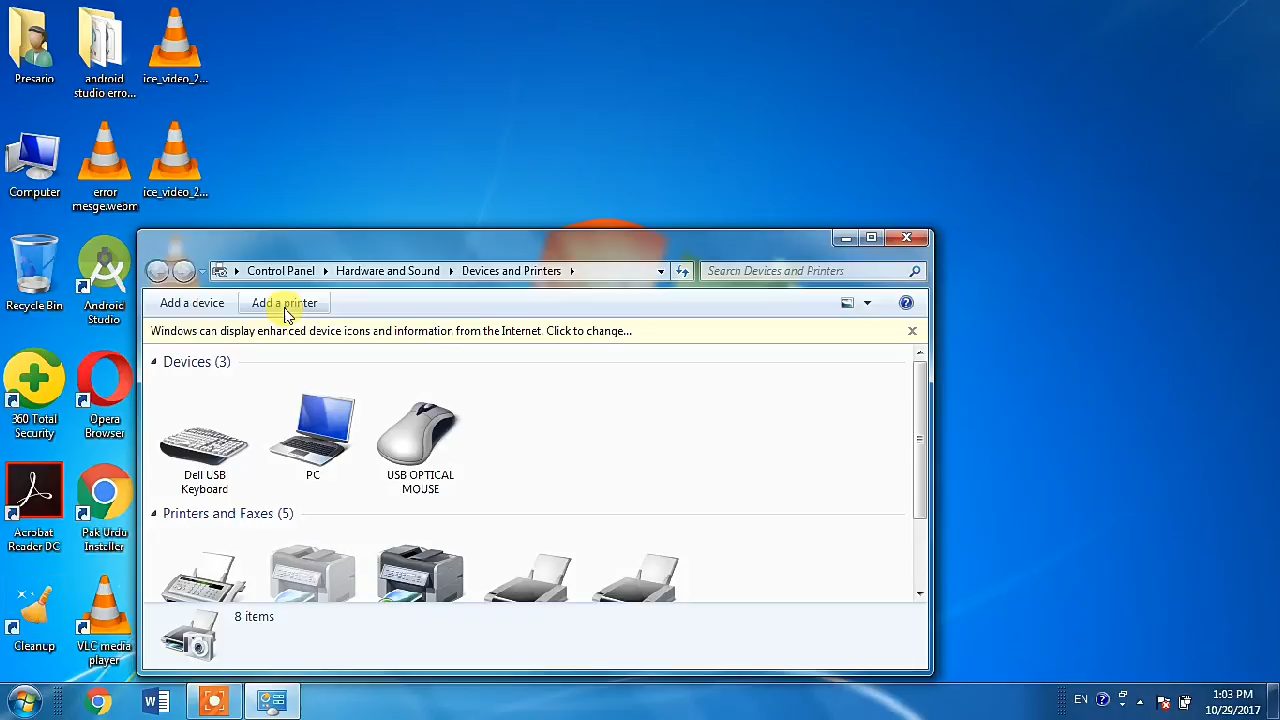 Presario
android
studio erro...
ice_video_2...
Computer
error
mesge.webm
ice_video_2...
Recycle Bin
Android
Studio
360 Total
Security
Opera
Browser
Acrobat
Reader DC
Pak Urdu
Installer
Cleanup
VLC media
player
Control Panel
Hardware and Sound
Devices and Printers
Search Devices and Printers
Add a device
Add a printer
Windows can display enhanced device icons and information from the Internet. Click to change...
Devices (3)
Dell USB
Keyboard
PC
USB OPTICAL
MOUSE
Printers and Faxes (5)
8 items
EN
1:03 PM
10/29/2017